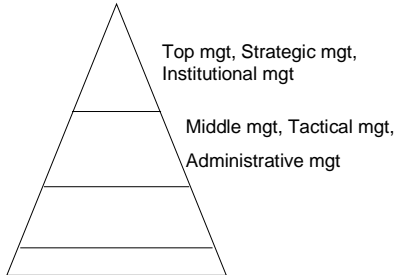 Top mgt, Strategic mgt,
Institutional mgt
Middle mgt, Tactical mgt,
Administrative mgt